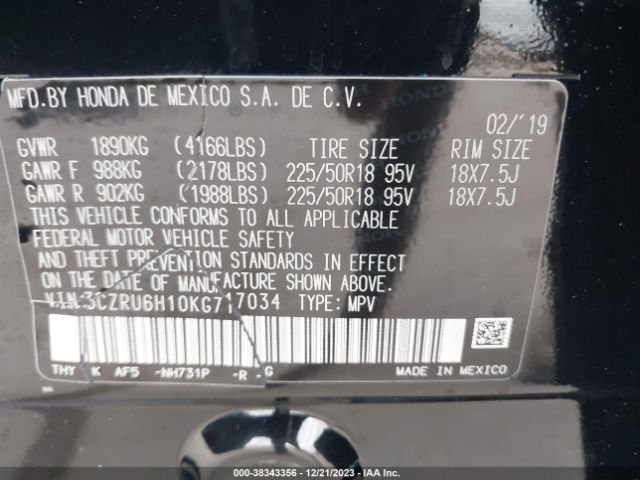 MFD.BY HONDA DE MEXICO S.A. DE C.V.
02/'19
GVWR 1890KG (4166LBS) TIRE SIZE RIM SIZE
GAWR F 988KG (2178LBS) 225/50R18 95V 18X7.5J
GAWR R 902KG (1988LBS) 225/50R18 95V 18X7.5J
THIS VEHICLE CONFORMS TO ALL APPLICABLE
FEDERAL MOTOR VEHICLE SAFETY
AND THEFT PREVENTION STANDARDS IN EFFECT
ON THE DATE OF MANUFACTURE SHOWN ABOVE.
VIN:3CZRU6H10KG717034 TYPE:MPV
THY K AF5 -NH731P -R -G
MADE IN MEXICO
000-38343356 - 12/21/2023 - IAA Inc.